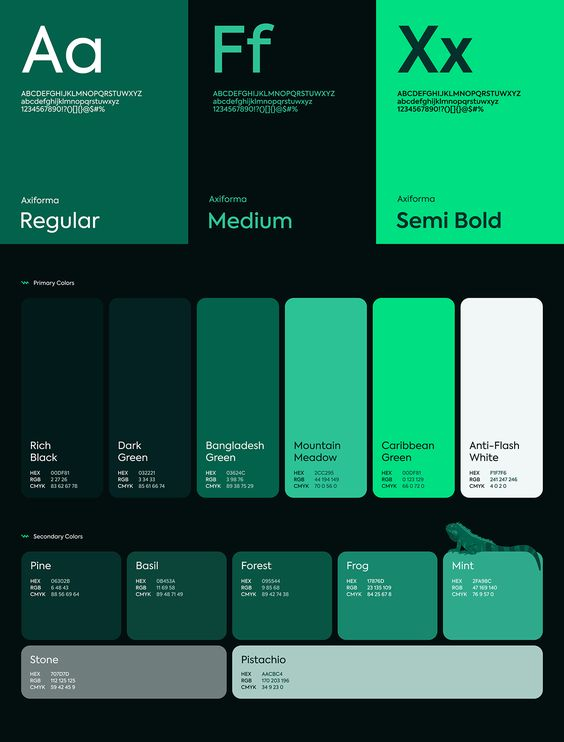 Aa
ABCDEFGHIJKLMNOPQRSTUWXYZ
abcdefghijklmnopqrstuwxyz
1234567890!?()[]{}@$#%
Axiforma
Regular
Ff
ABCDEFGHIJKLMNOPQRSTUWXYZ
abcdefghijklmnopqrstuwxyz
1234567890!?()[]{}@$#%
Axiforma
Medium
Xx
ABCDEFGHIJKLMNOPQRSTUWXYZ
abcdefghijklmnopqrstuwxyz
1234567890!?()[]{}@$#%
Axiforma
Semi Bold
Primary Colors
Rich
Black
HEX 00DF81
RGB 2 27 26
CMYK 83 62 67 78
Dark
Green
HEX 032221
RGB 3 34 33
CMYK 85 61 66 74
Bangladesh
Green
HEX 03624C
RGB 3 98 76
CMYK 89 38 75 29
Mountain
Meadow
HEX 2CC295
RGB 44 194 149
CMYK 70 0 56 0
Caribbean
Green
HEX 00DF81
RGB 0 123 129
CMYK 66 0 72 0
Anti-Flash
White
HEX F1F7F6
RGB 241 247 246
CMYK 4 0 2 0
Secondary Colors
Pine
HEX 06302B
RGB 6 48 43
CMYK 88 56 69 64
Basil
HEX 0B453A
RGB 11 69 58
CMYK 89 48 71 49
Forest
HEX 095544
RGB 9 85 68
CMYK 89 42 74 38
Frog
HEX 17876D
RGB 23 135 109
CMYK 84 25 67 8
Mint
HEX 2FA98C
RGB 47 169 140
CMYK 76 9 57 0
Stone
HEX 707D7D
RGB 112 125 125
CMYK 59 42 45 9
Pistachio
HEX AACBC4
RGB 170 203 196
CMYK 34 9 23 0